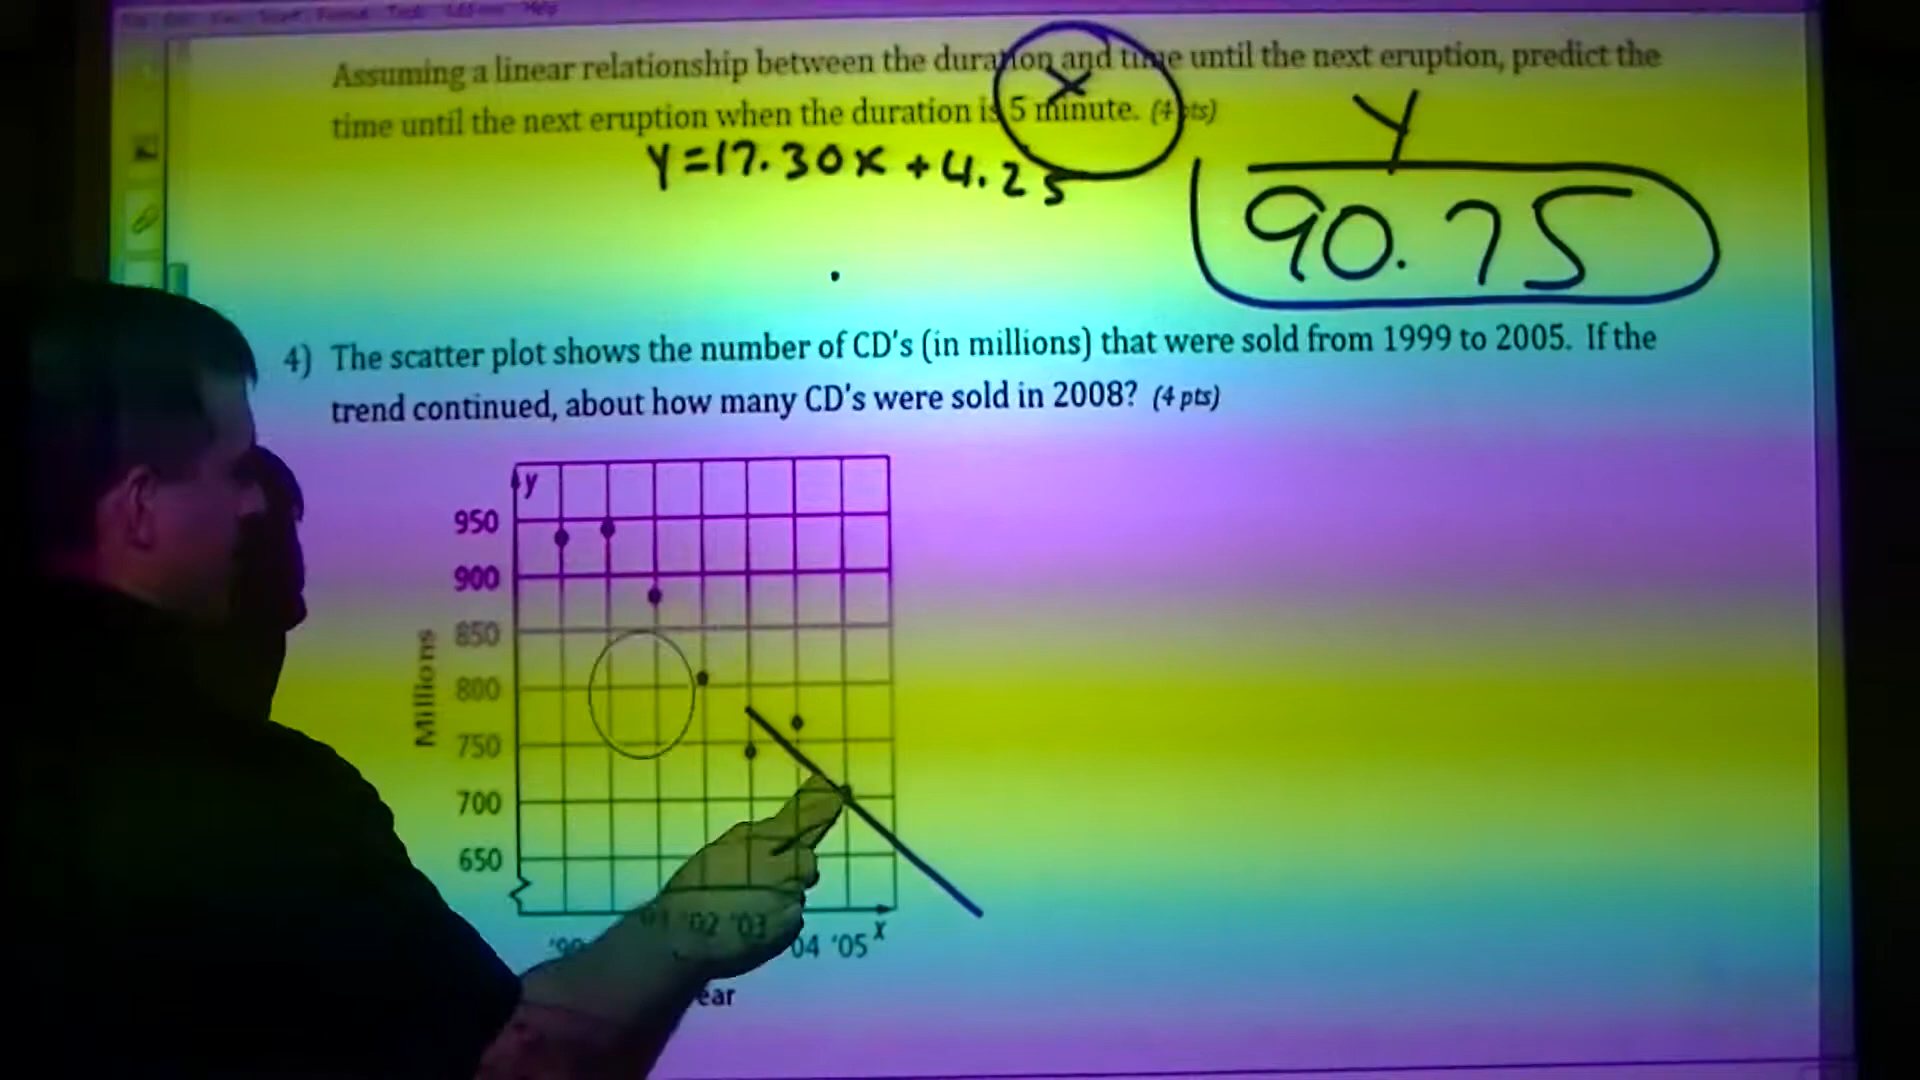 Assuming a linear relationship between the duration and time until the next eruption, predict the
time until the next eruption when the duration is 5 minute. (4 pts)
x
y
y=17.30x+4.25
90.75
4) The scatter plot shows the number of CD's (in millions) that were sold from 1999 to 2005. If the
trend continued, about how many CD's were sold in 2008? (4 pts)
y
950
900
850
800
750
700
650
Millions
'02 '03
04 '05 x
ear